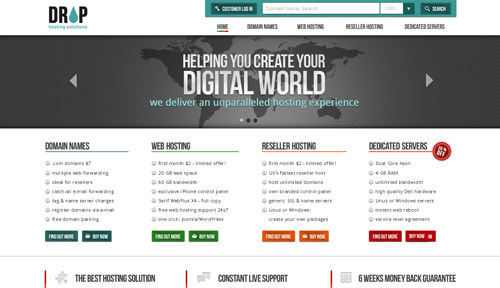 DROP
hosting solutions
CUSTOMER LOG IN
Domain Name Search
.com
SEARCH
HOME
DOMAIN NAMES
WEB HOSTING
RESELLER HOSTING
DEDICATED SERVERS
HELPING YOU CREATE YOUR
DIGITAL WORLD
we deliver an unparalleled hosting experience
DOMAIN NAMES
.com domains $7
multiple web forwarding
ideal for resellers
catch-all e-mail forwarding
tag & name server changes
register domains via e-mail
free domain parking
FIND OUT MORE
BUY NOW
WEB HOSTING
first month $2 - limited offer!
20 GB web space
60 GB bandwidth
exclusive iPhone control panel
Serif WebPlus X4 - full copy
free web hosting support 24x7
one click: Joomla/WordPress
FIND OUT MORE
BUY NOW
RESELLER HOSTING
first month $2 - limited offer!
US's fastest reseller host
host unlimited domains
own branded control panel
generic SSL & name servers
Linux or Windows:
create your own packages
FIND OUT MORE
BUY NOW
DEDICATED SERVERS
OFF
Dual Qire Xeon
4 GB RAM
unlimited bandwidth
high quality Dell hardware
Linux or Windows servers
instant web reboot
service level agreement
FIND OUT MORE
BUY NOW
THE BEST HOSTING SOLUTION
CONSTANT LIVE SUPPORT
6 WEEKS MONEY BACK GUARANTEE